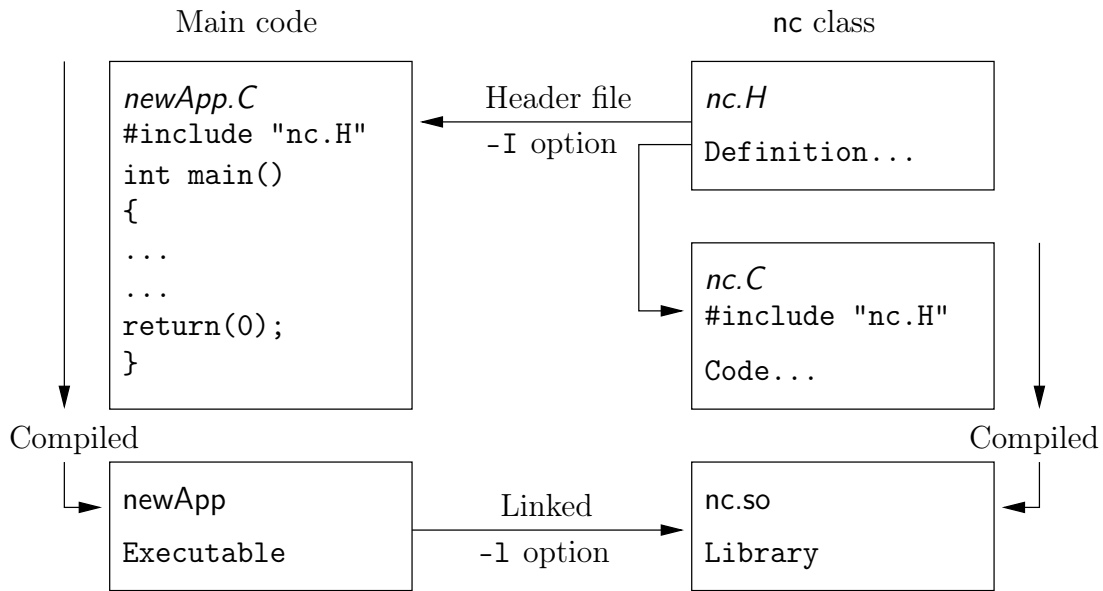 Main code
nc class
newApp.C
#include "nc.H"
int main()
{
...
...
return(0);
}
Header file
-I option
nc.H
Definition...
nc.C
#include "nc.H"
Code...
Compiled
Compiled
newApp
Executable
Linked
-l option
nc.so
Library